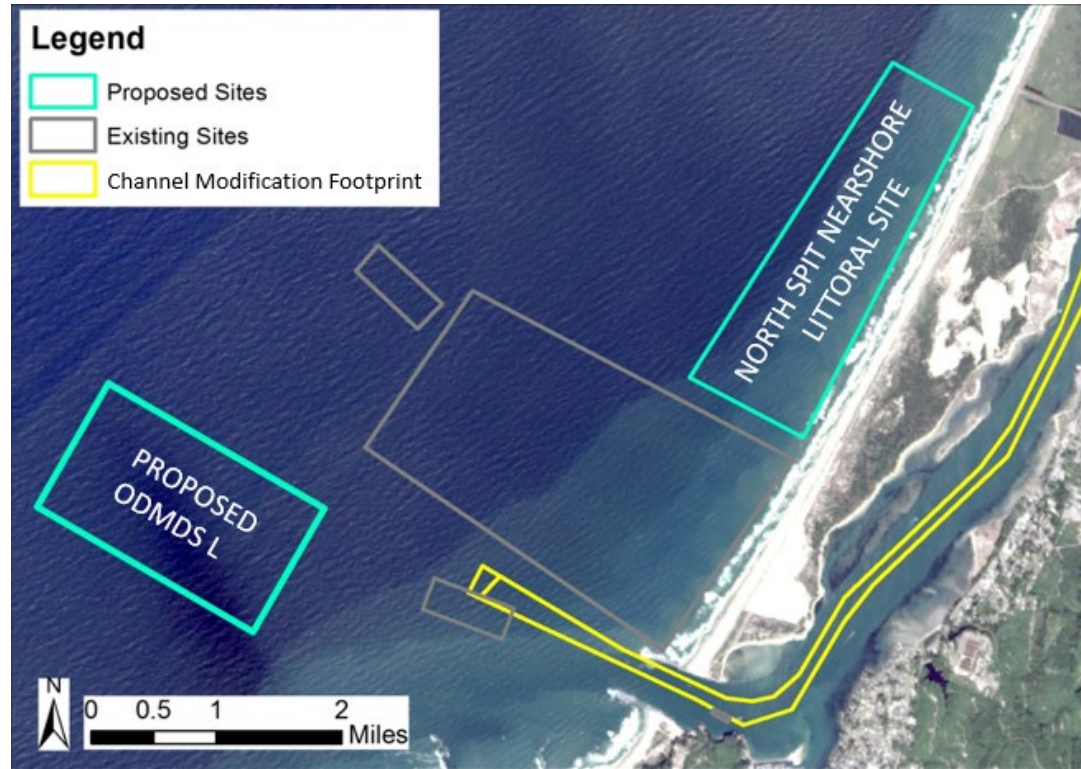 Legend
Proposed Sites
Existing Sites
Channel Modification Footprint
NORTH SPIT NEARSHORE
LITTORAL SITE
PROPOSED
ODMDS L
N
0 0.5 1 2
Miles